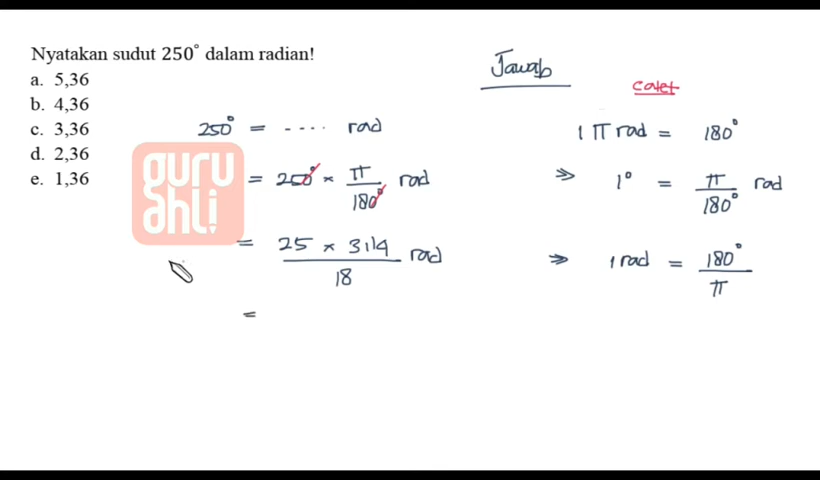 Nyatakan sudut 250° dalam radian!
a. 5,36
b. 4,36
c. 3,36
d. 2,36
e. 1,36
Jawab
catet
250° = .... rad
= 250° × π/180° rad
= 25 × 3,14 / 18 rad
=
1 π rad = 180°
⇒ 1° = π/180° rad
⇒ 1 rad = 180°/π
guru
ahli